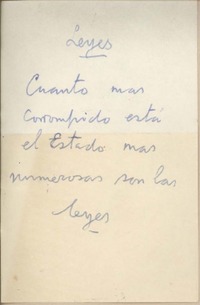 Leyes
Cuanto mas
corrompido está
el Estado mas
numerosas son las
leyes